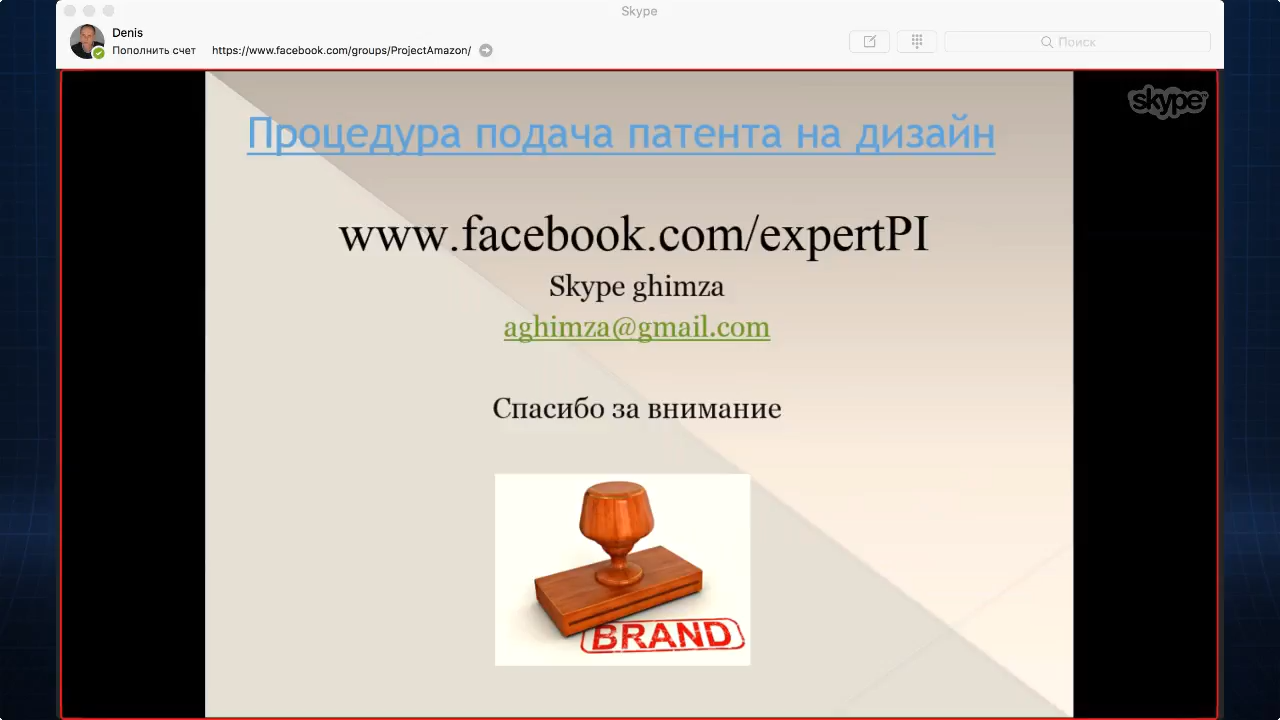 Skype
Denis
Пополнить счет https://www.facebook.com/groups/ProjectAmazon/
Поиск
skype
Процедура подача патента на дизайн
www.facebook.com/expertPI
Skype ghimza
aghimza@gmail.com
Спасибо за внимание
BRAND